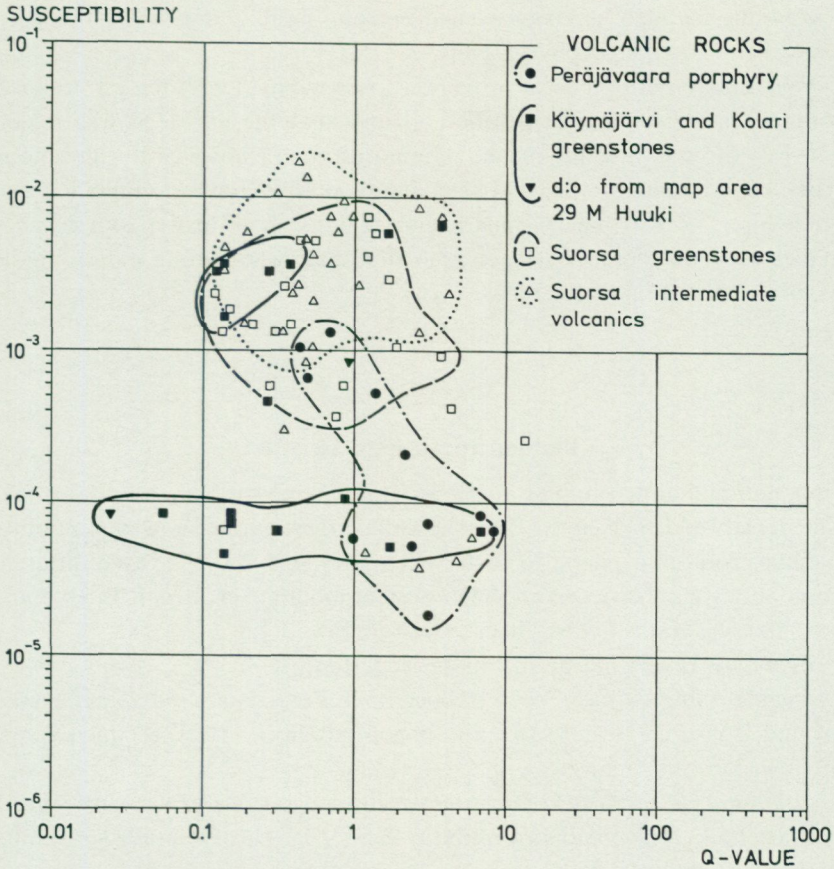 SUSCEPTIBILITY
10⁻¹
VOLCANIC ROCKS
Peräjävaara porphyry
Käymäjärvi and Kolari
greenstones
d:o from map area
29 M Huuki
Suorsa greenstones
Suorsa intermediate
volcanics
10⁻²
10⁻³
10⁻⁴
10⁻⁵
10⁻⁶
0.01 0.1 1 10 100 1000
Q-VALUE